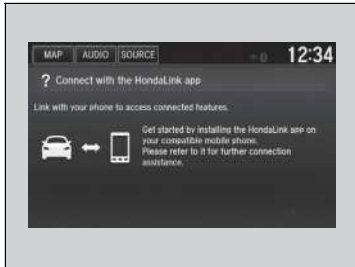 MAP AUDIO SOURCE 12:34
? Connect with the HondaLink app
Link with your phone to access connected features.
Get started by installing the HondaLink app on
your compatible mobile phone.
Please refer to it for further connection
assistance.